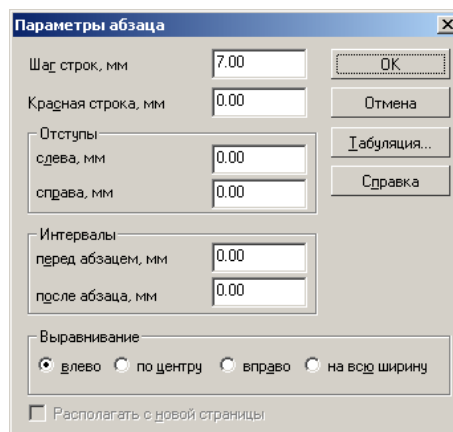 Параметры абзаца
Шаг строк, мм 7.00 OK
Красная строка, мм 0.00 Отмена
Отступы Табуляция...
слева, мм 0.00
справа, мм 0.00 Справка
Интервалы
перед абзацем, мм 0.00
после абзаца, мм 0.00
Выравнивание
влево по центру вправо на всю ширину
Располагать с новой страницы